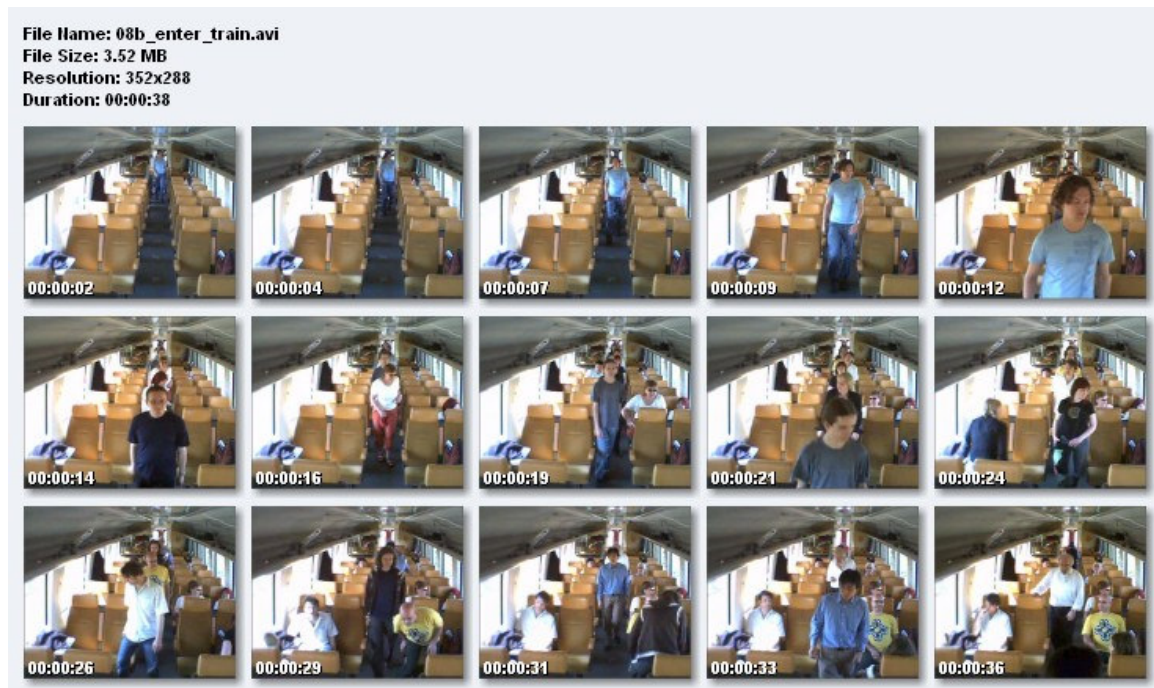 File Name: 08b_enter_train.avi
File Size: 3.52 MB
Resolution: 352x288
Duration: 00:00:38
00:00:02 00:00:04 00:00:07 00:00:09 00:00:12
00:00:14 00:00:16 00:00:19 00:00:21 00:00:24
00:00:26 00:00:29 00:00:31 00:00:33 00:00:36